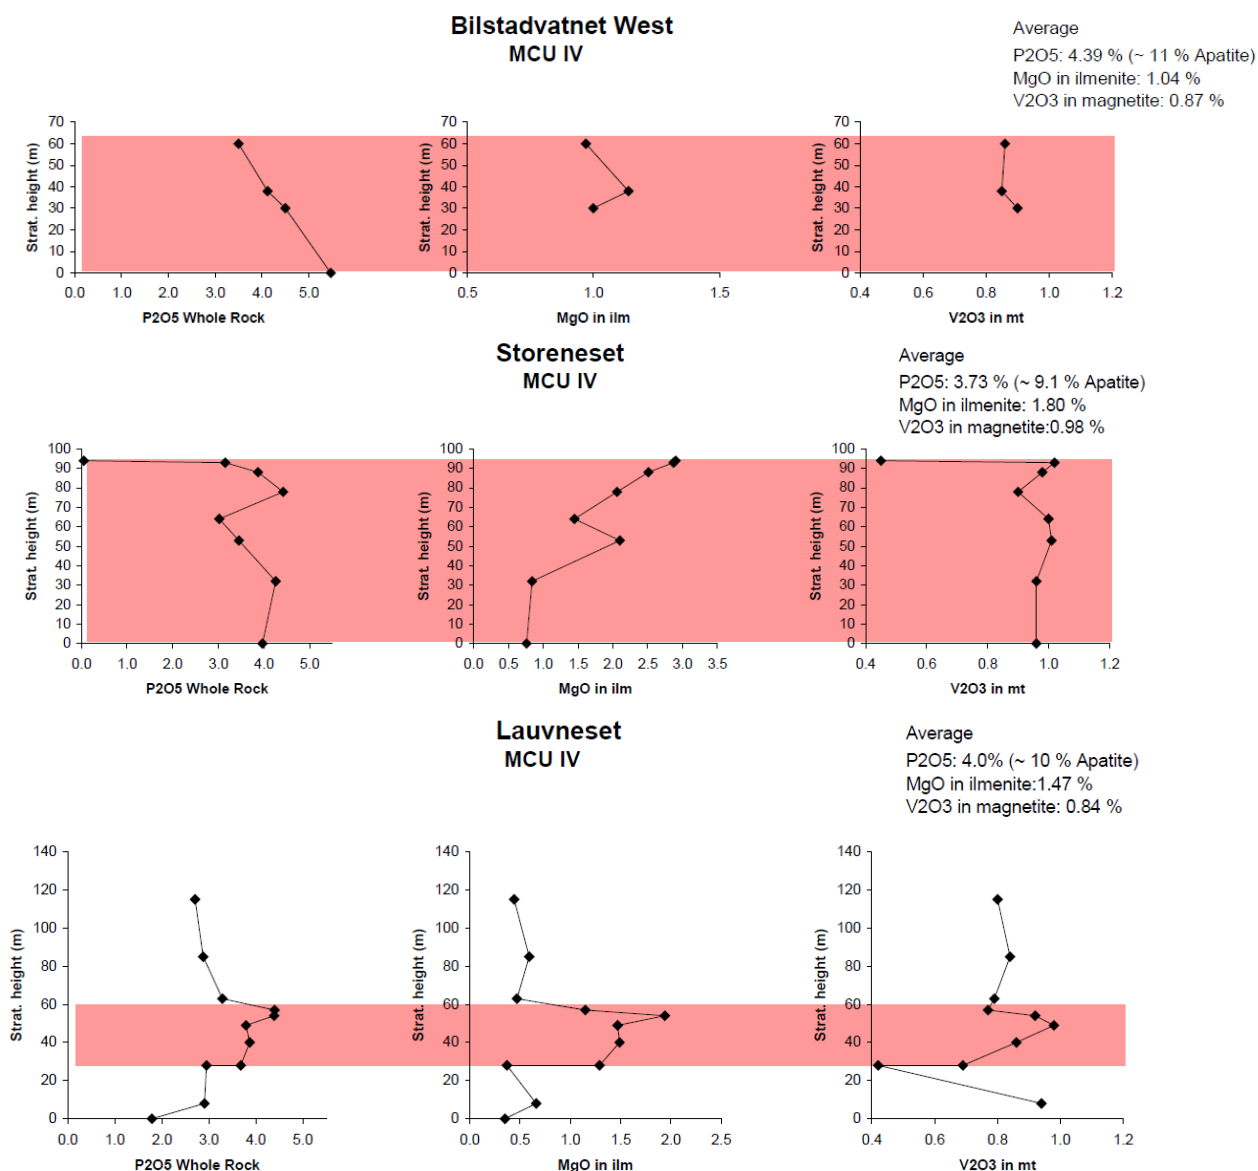 Bilstadvatnet West
MCU IV
Average
P2O5: 4.39 % (~ 11 % Apatite)
MgO in ilmenite: 1.04 %
V2O3 in magnetite: 0.87 %
Strat. height (m)
70
60
50
40
30
20
10
0
0.0 1.0 2.0 3.0 4.0 5.0
P2O5 Whole Rock
Strat. height (m)
70
60
50
40
30
20
10
0
0.5 1.0 1.5
MgO in ilm
Strat. height (m)
70
60
50
40
30
20
10
0
0.4 0.6 0.8 1.0 1.2
V2O3 in mt
Storeneset
MCU IV
Average
P2O5: 3.73 % (~ 9.1 % Apatite)
MgO in ilmenite: 1.80 %
V2O3 in magnetite:0.98 %
Strat. height (m)
100
90
80
70
60
50
40
30
20
10
0
0.0 1.0 2.0 3.0 4.0 5.0
P2O5 Whole Rock
Strat. height (m)
100
90
80
70
60
50
40
30
20
10
0
0.0 0.5 1.0 1.5 2.0 2.5 3.0 3.5
MgO in ilm
Strat. height (m)
100
90
80
70
60
50
40
30
20
10
0
0.4 0.6 0.8 1.0 1.2
V2O3 in mt
Lauvneset
MCU IV
Average
P2O5: 4.0% (~ 10 % Apatite)
MgO in ilmenite:1.47 %
V2O3 in magnetite: 0.84 %
Strat. height (m)
140
120
100
80
60
40
20
0
0.0 1.0 2.0 3.0 4.0 5.0
P2O5 Whole Rock
Strat. height (m)
140
120
100
80
60
40
20
0
0.0 0.5 1.0 1.5 2.0 2.5
MgO in ilm
Strat. height (m)
140
120
100
80
60
40
20
0
0.4 0.6 0.8 1.0 1.2
V2O3 in mt